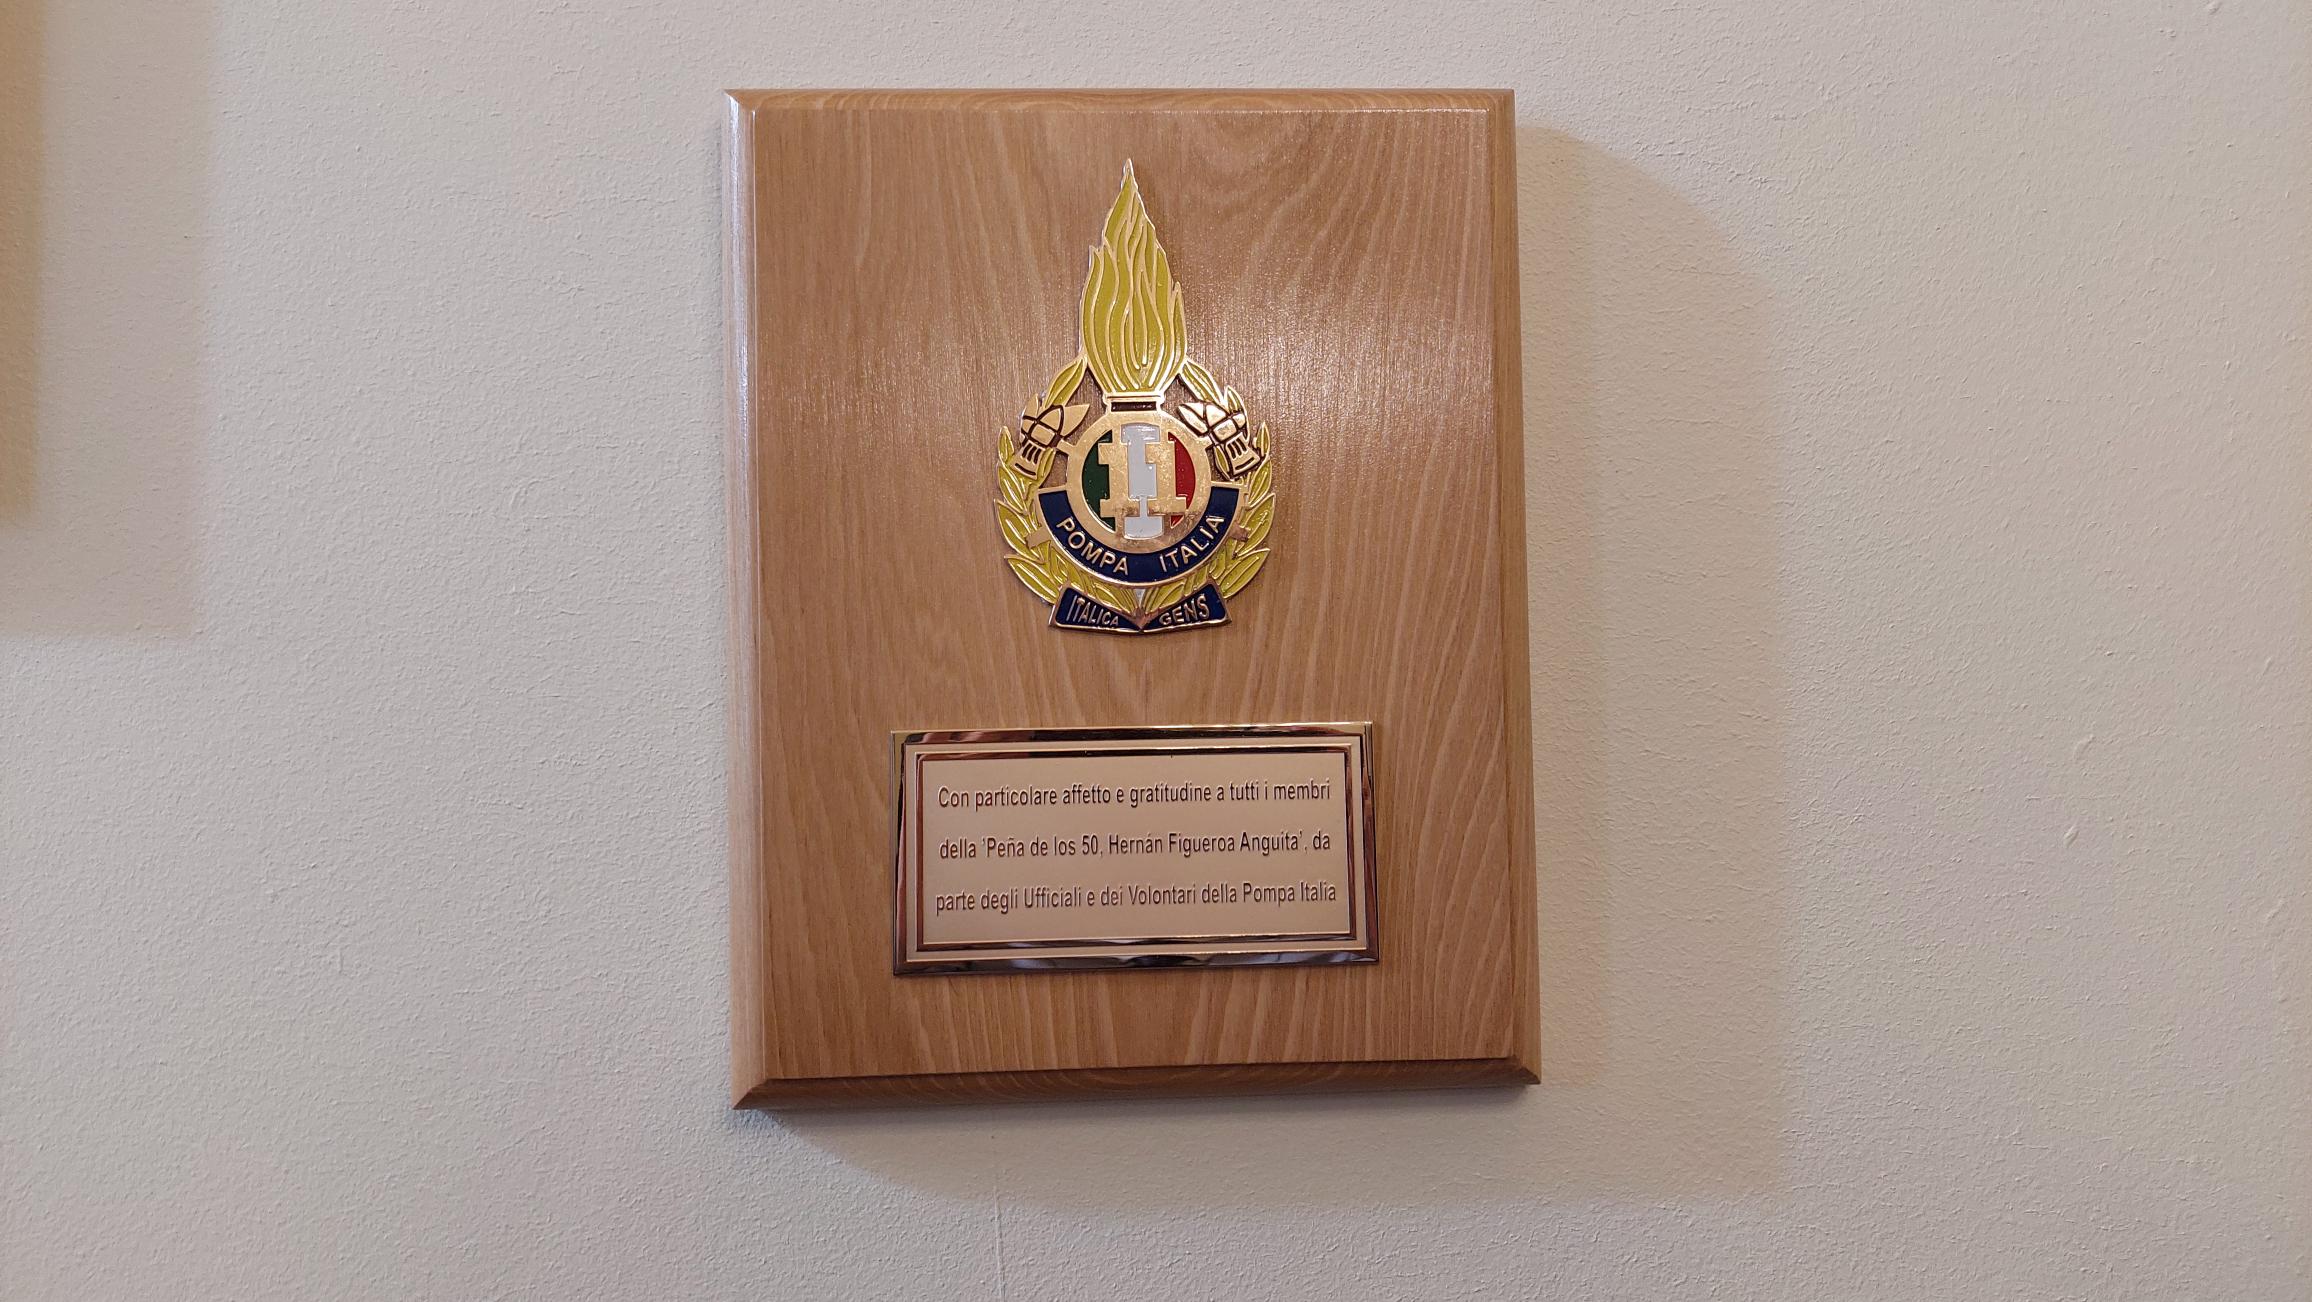 11
POMPA ITALIA
ITALICA GENS
Con particolare affetto e gratitudine a tutti i membri
della 'Peña de los 50, Hernán Figueroa Anguita', da
parte degli Ufficiali e dei Volontari della Pompa Italia